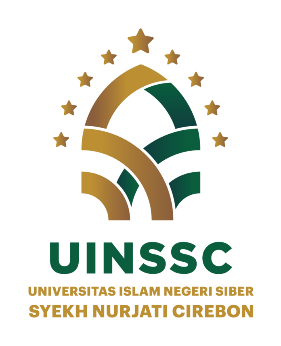 UINSSC
UNIVERSITAS ISLAM NEGERI SIBER
SYEKH NURJATI CIREBON